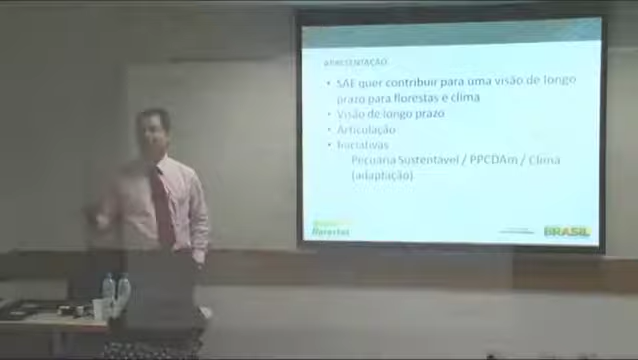 APRESENTAÇÃO
• SAE quer contribuir para uma visão de longo
prazo para florestas e clima
• Visão de longo prazo
• Articulação
• Iniciativas
Pecuária Sustentável / PPCDAm / Clima
(adaptação)
florestas
BRASIL